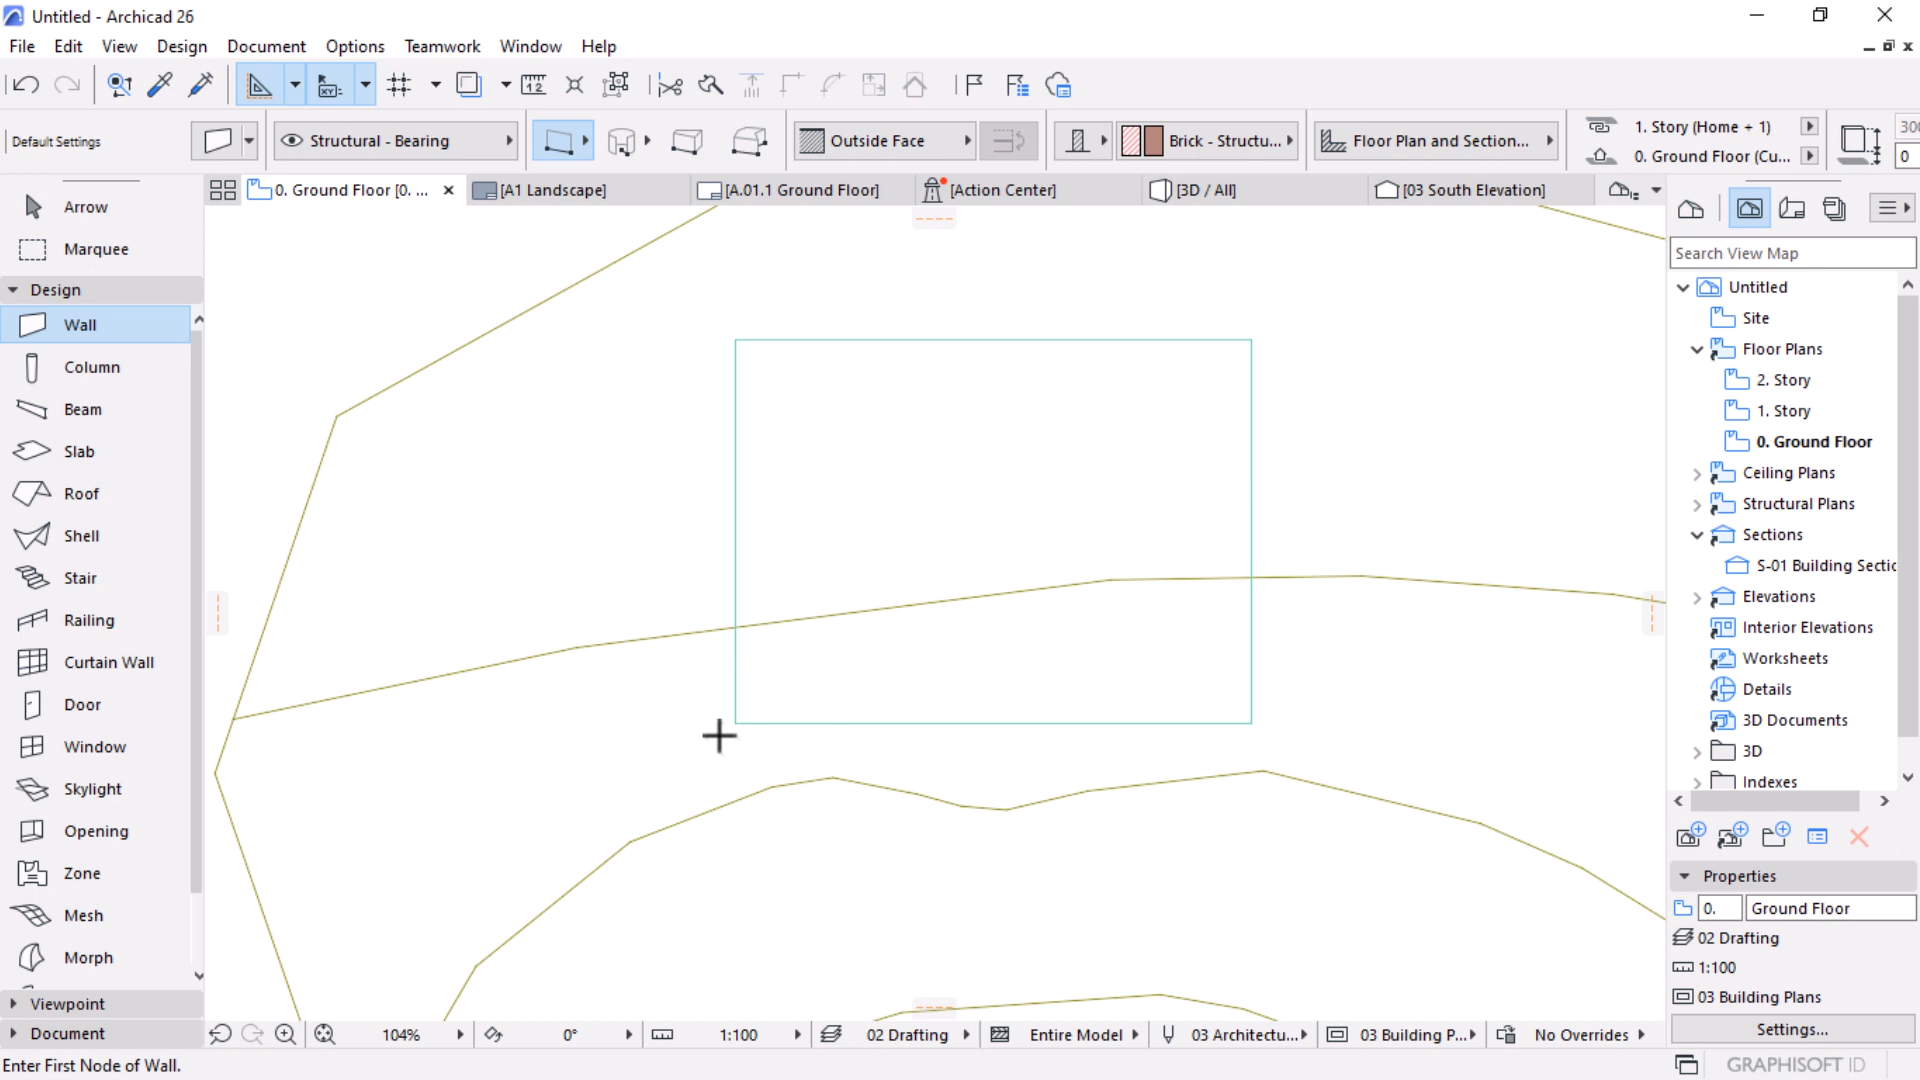 Untitled - Archicad 26
File Edit View Design Document Options Teamwork Window Help
Default Settings
Structural - Bearing
Outside Face
Brick - Structu...
Floor Plan and Section...
1. Story (Home + 1)
0. Ground Floor (Cu...
300
0
0. Ground Floor [0. ...
[A1 Landscape]
[A.01.1 Ground Floor]
[Action Center]
[3D / All]
[03 South Elevation]
Arrow
Marquee
Design
Wall
Column
Beam
Slab
Roof
Shell
Stair
Railing
Curtain Wall
Door
Window
Skylight
Opening
Zone
Mesh
Morph
Viewpoint
Document
Search View Map
Untitled
Site
Floor Plans
2. Story
1. Story
0. Ground Floor
Ceiling Plans
Structural Plans
Sections
S-01 Building Sectic
Elevations
Interior Elevations
Worksheets
Details
3D Documents
3D
Indexes
Properties
0. Ground Floor
02 Drafting
1:100
03 Building Plans
Settings...
104% 0° 1:100 02 Drafting Entire Model 03 Architectu... 03 Building P... No Overrides
Enter First Node of Wall.
GRAPHISOFT ID